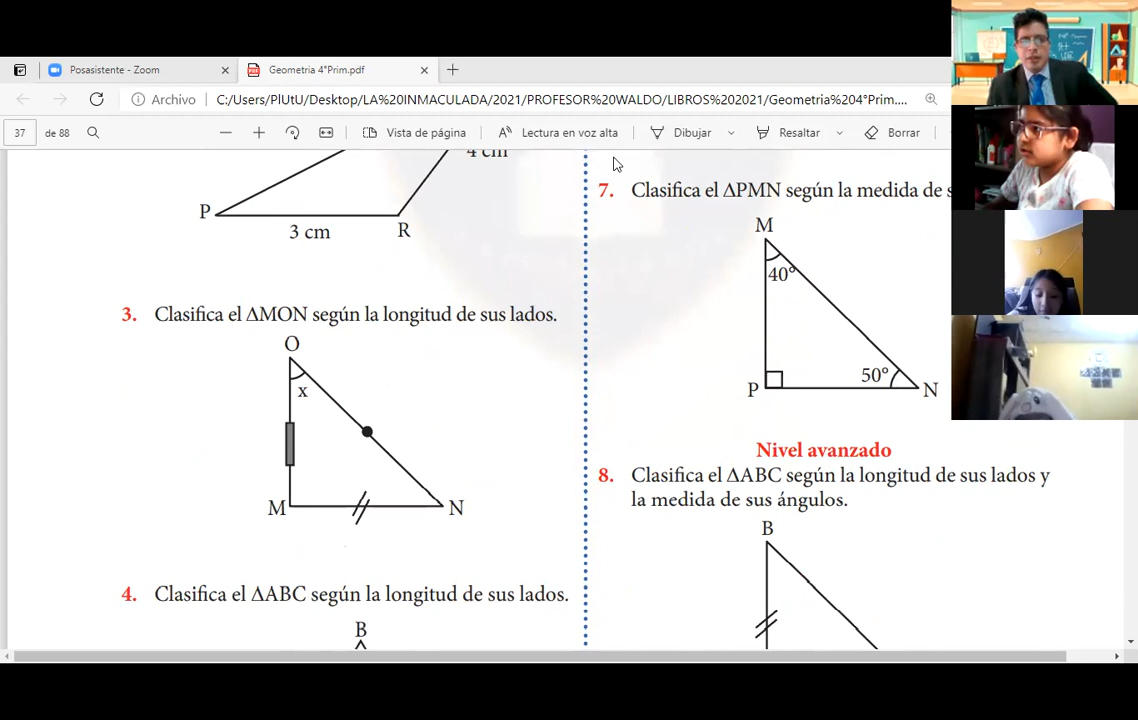 Posasistente - Zoom
Geometria 4°Prim.pdf
Archivo
C:/Users/PlUtU/Desktop/LA%20INMACULADA/2021/PROFESOR%20WALDO/LIBROS%202021/Geometria%204°Prim....
37
de 88
Vista de página
Lectura en voz alta
Dibujar
Resaltar
Borrar
4 cm
P
3 cm
R
3. Clasifica el ΔMON según la longitud de sus lados.
O
x
M
N
4. Clasifica el ΔABC según la longitud de sus lados.
B
7. Clasifica el ΔPMN según la medida de s
M
40°
50°
P
N
Nivel avanzado
8. Clasifica el ΔABC según la longitud de sus lados y
la medida de sus ángulos.
B